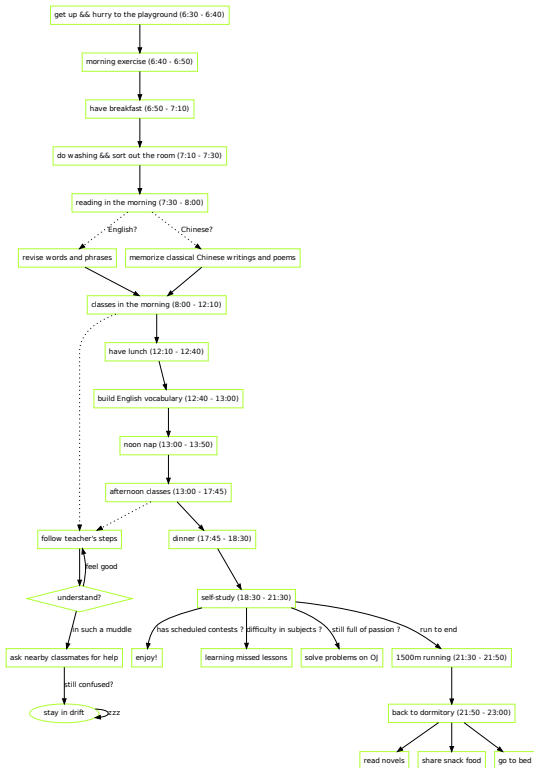 get up && hurry to the playground (6:30 - 6:40)
morning exercise (6:40 - 6:50)
have breakfast (6:50 - 7:10)
do washing && sort out the room (7:10 - 7:30)
reading in the morning (7:30 - 8:00)
English?
Chinese?
revise words and phrases
memorize classical Chinese writings and poems
classes in the morning (8:00 - 12:10)
have lunch (12:10 - 12:40)
build English vocabulary (12:40 - 13:00)
noon nap (13:00 - 13:50)
afternoon classes (13:00 - 17:45)
follow teacher's steps
dinner (17:45 - 18:30)
feel good
understand?
self-study (18:30 - 21:30)
in such a muddle
has scheduled contests ?
difficulty in subjects ?
still full of passion ?
run to end
ask nearby classmates for help
enjoy!
learning missed lessons
solve problems on OJ
1500m running (21:30 - 21:50)
still confused?
stay in drift
zzz
back to dormitory (21:50 - 23:00)
read novels
share snack food
go to bed